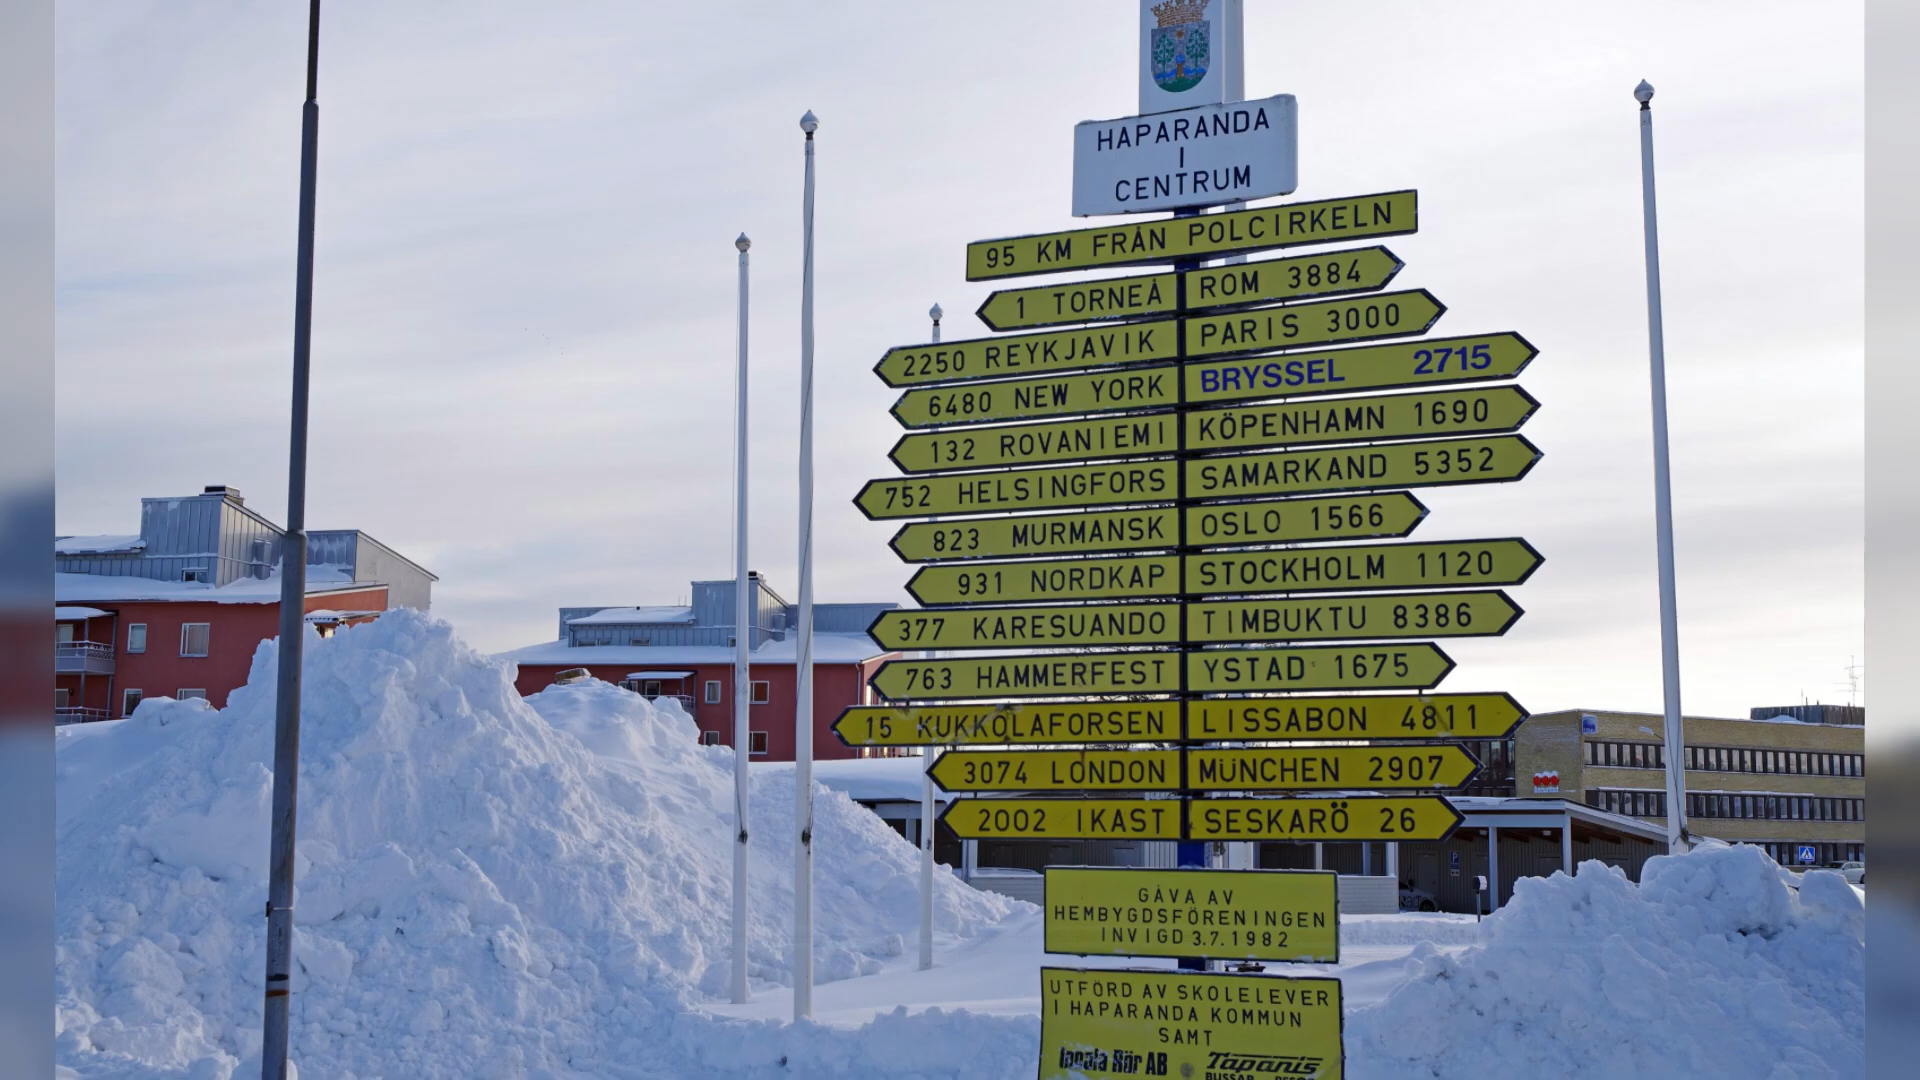 HAPARANDA
I
CENTRUM
95 KM FRÅN POLCIRKELN
1 TORNEÅ
ROM 3884
2250 REYKJAVIK
PARIS 3000
6480 NEW YORK
BRYSSEL 2715
132 ROVANIEMI
KÖPENHAMN 1690
752 HELSINGFORS
SAMARKAND 5352
823 MURMANSK
OSLO 1566
931 NORDKAP
STOCKHOLM 1120
377 KARESUANDO
TIMBUKTU 8386
763 HAMMERFEST
YSTAD 1675
15 KUKKOLAFORSEN
LISSABON 4811
3074 LONDON
MÜNCHEN 2907
2002 IKAST
SESKARÖ 26
GÅVA AV
HEMBYGDSFÖRENINGEN
INVIGD 3.7.1982
UTFÖRD AV SKOLELEVER
I HAPARANDA KOMMUN
SAMT
Rör AB
Tapanis
BUSSAR
P